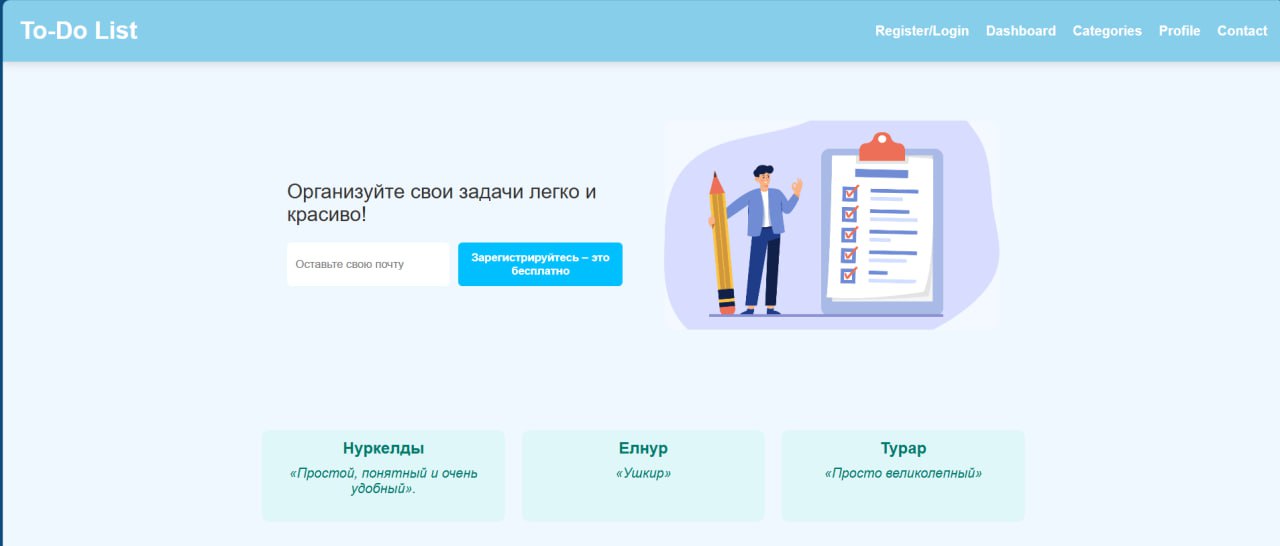 To-Do List
Register/Login
Dashboard
Categories
Profile
Contact
Организуйте свои задачи легко и
красиво!
Оставьте свою почту
Зарегистрируйтесь – это
бесплатно
Нуркелды
«Простой, понятный и очень
удобный».
Елнур
«Ушкир»
Турар
«Просто великолепный»